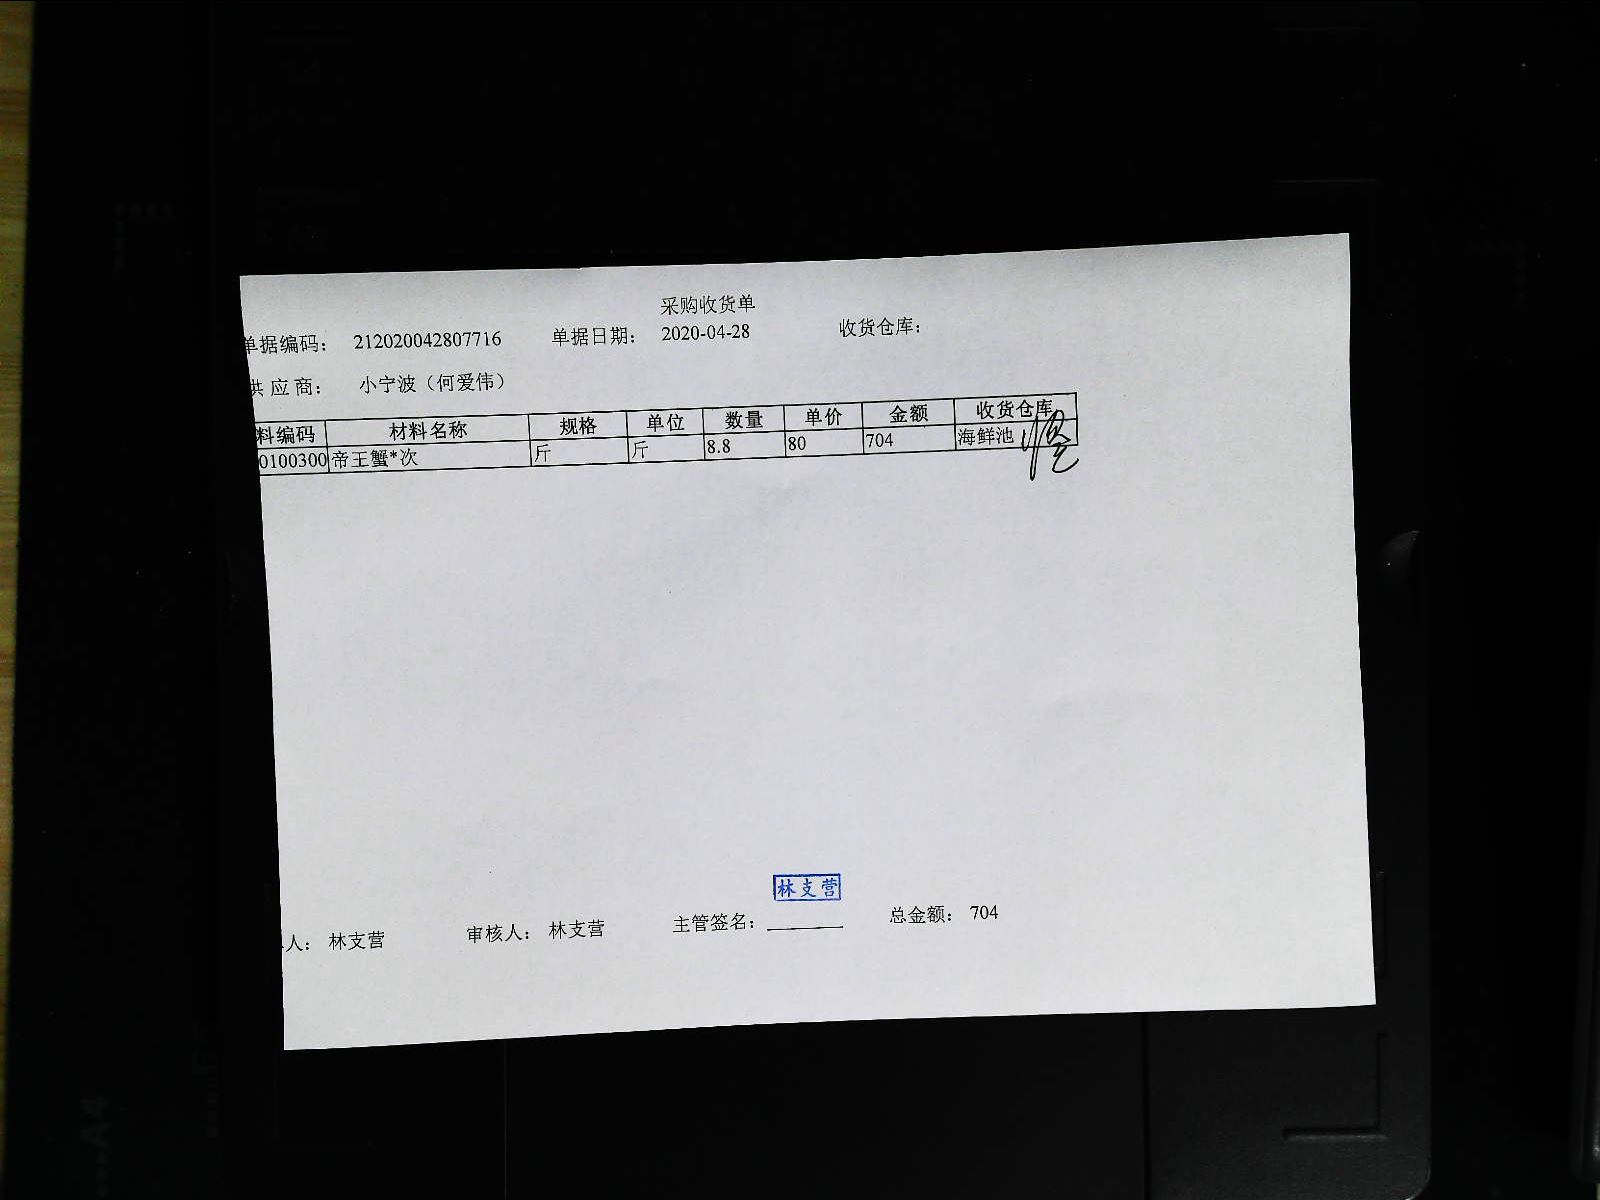 采购收货单
单据编码： 212020042807716 单据日期： 2020-04-28 收货仓库：
供应商： 小宁波（何爱伟）
料编码 材料名称 规格 单位 数量 单价 金额 收货仓库
0100300 帝王蟹*次 斤 斤 8.8 80 704 海鲜池
林支营
人： 林支营 审核人： 林支营 主管签名： 总金额： 704